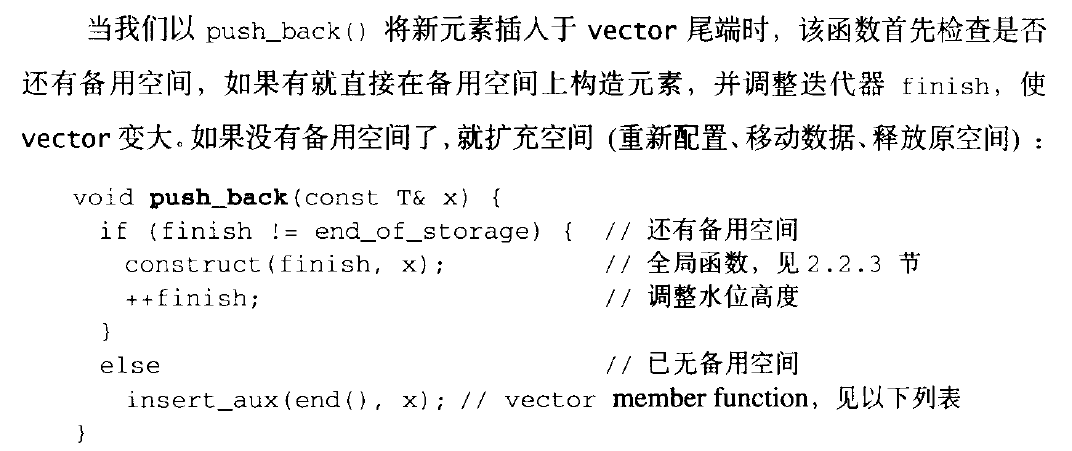 当我们以 push_back() 将新元素插入于 vector 尾端时，该函数首先检查是否
还有备用空间，如果有就直接在备用空间上构造元素，并调整迭代器 finish，使
vector 变大。如果没有备用空间了，就扩充空间（重新配置、移动数据、释放原空间）：
void push_back(const T& x) {
  if (finish != end_of_storage) {  // 还有备用空间
    construct(finish, x);          // 全局函数，见 2.2.3 节
    ++finish;                      // 调整水位高度
  }
  else                             // 已无备用空间
    insert_aux(end(), x); // vector member function，见以下列表
}